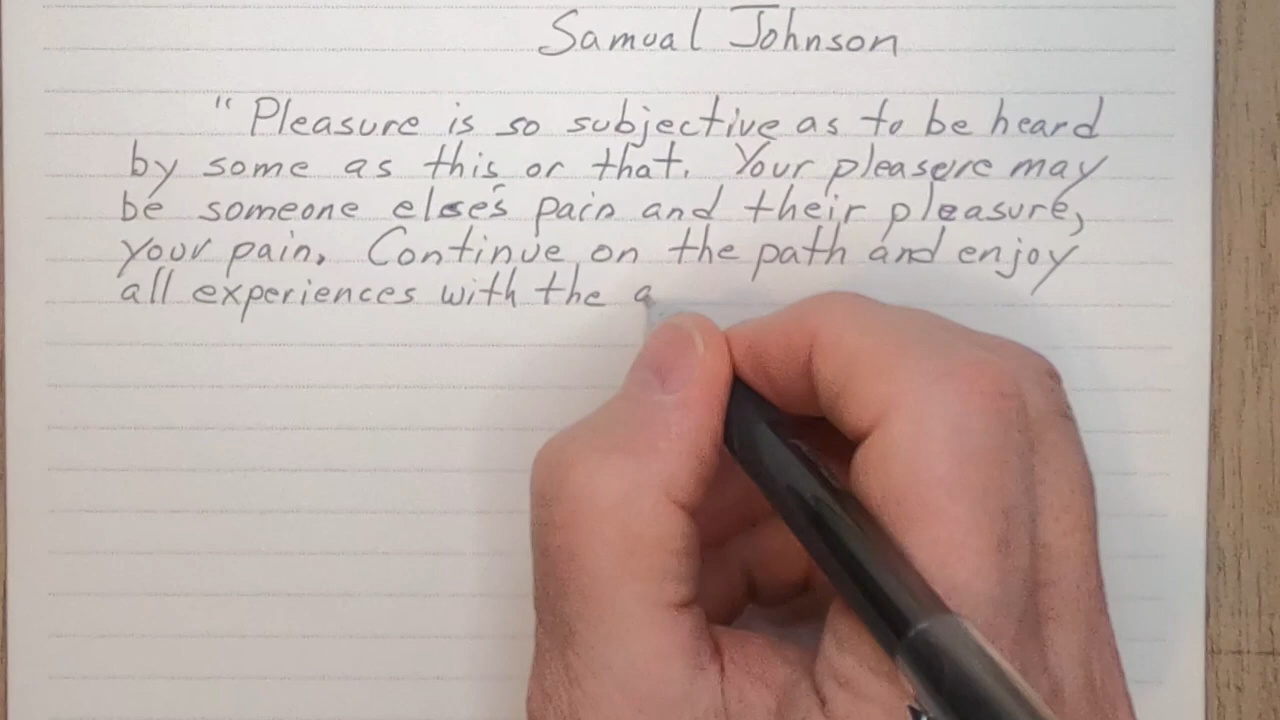 Samual Johnson
"Pleasure is so subjective as to be heard
by some as this or that. Your pleasere may
be someone elses pain and their pleasure,
your pain. Continue on the path and enjoy
all experiences with the a